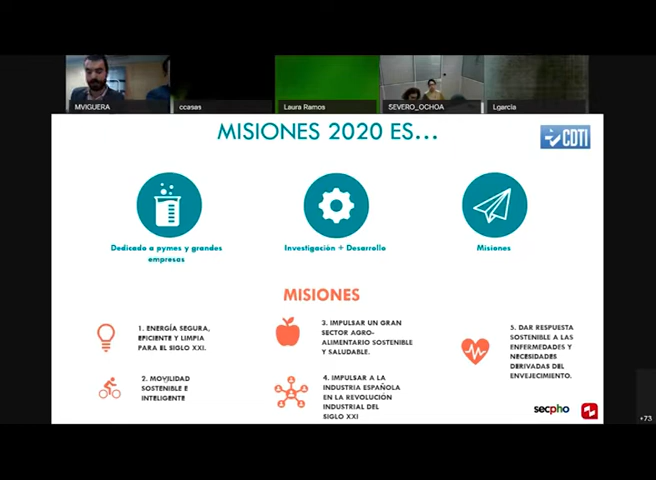 MVIGUERA
ccasas
Laura Ramos
SEVERO_OCHOA
Lgarcia
MISIONES 2020 ES...
CDTI
Dedicado a pymes y grandes
empresas
Investigación + Desarrollo
Misiones
MISIONES
1. ENERGÍA SEGURA,
EFICIENTE Y LIMPIA
PARA EL SIGLO XXI.
2. MOVILIDAD
SOSTENIBLE E
INTELIGENTE
3. IMPULSAR UN GRAN
SECTOR AGRO-
ALIMENTARIO SOSTENIBLE
Y SALUDABLE.
4. IMPULSAR A LA
INDUSTRIA ESPAÑOLA
EN LA REVOLUCIÓN
INDUSTRIAL DEL
SIGLO XXI
5. DAR RESPUESTA
SOSTENIBLE A LAS
ENFERMEDADES Y
NECESIDADES
DERIVADAS DEL
ENVEJECIMIENTO.
secpho
+73